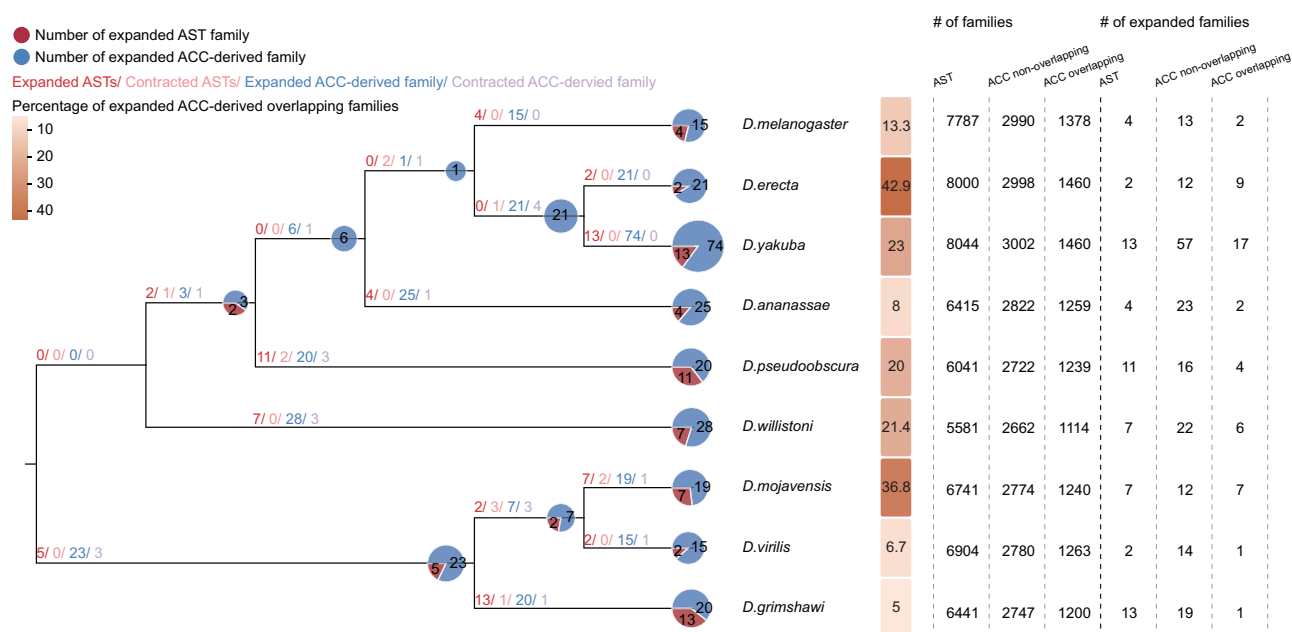 Number of expanded AST family
Number of expanded ACC-derived family
Expanded ASTs/ Contracted ASTs/ Expanded ACC-derived family/ Contracted ACC-dervied family
Percentage of expanded ACC-derived overlapping families
10
20
30
40
# of families
# of expanded families
AST
ACC non-overlapping
ACC overlapping
AST
ACC non-overlapping
ACC overlapping
4/ 0/ 15/ 0
4 15
D.melanogaster
13.3 7787 2990 1378 4 13 2
0/ 2/ 1/ 1
1
2/ 0/ 21/ 0
2 21
D.erecta
42.9 8000 2998 1460 2 12 9
0/ 1/ 21/ 4
21
13/ 0/ 74/ 0
13 74
D.yakuba
23 8044 3002 1460 13 57 17
0/ 0/ 6/ 1
6
4/ 0/ 25/ 1
4 25
D.ananassae
8 6415 2822 1259 4 23 2
2/ 1/ 3/ 1
2 3
11/ 2/ 20/ 3
11 20
D.pseudoobscura
20 6041 2722 1239 11 16 4
0/ 0/ 0/ 0
7/ 0/ 28/ 3
7 28
D.willistoni
21.4 5581 2662 1114 7 22 6
7/ 2/ 19/ 1
7 19
D.mojavensis
36.8 6741 2774 1240 7 12 7
2/ 3/ 7/ 3
2 7
2/ 0/ 15/ 1
2 15
D.virilis
6.7 6904 2780 1263 2 14 1
5/ 0/ 23/ 3
5 23
13/ 1/ 20/ 1
13 20
D.grimshawi
5 6441 2747 1200 13 19 1